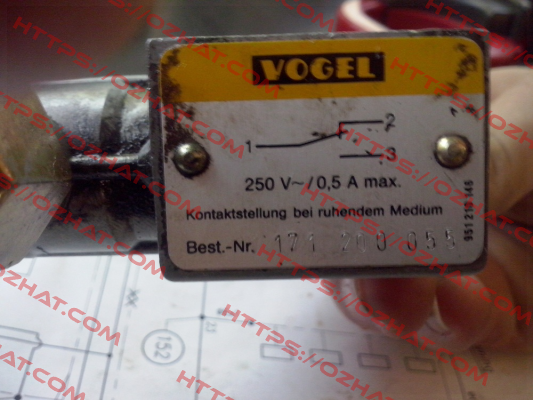 VOGEL
1
2
3
250 V~/0,5 A max.
Kontaktstellung bei ruhendem Medium
Best.-Nr. 171 200 055
951 210 146
152
HTTPS://OZHAT.COM